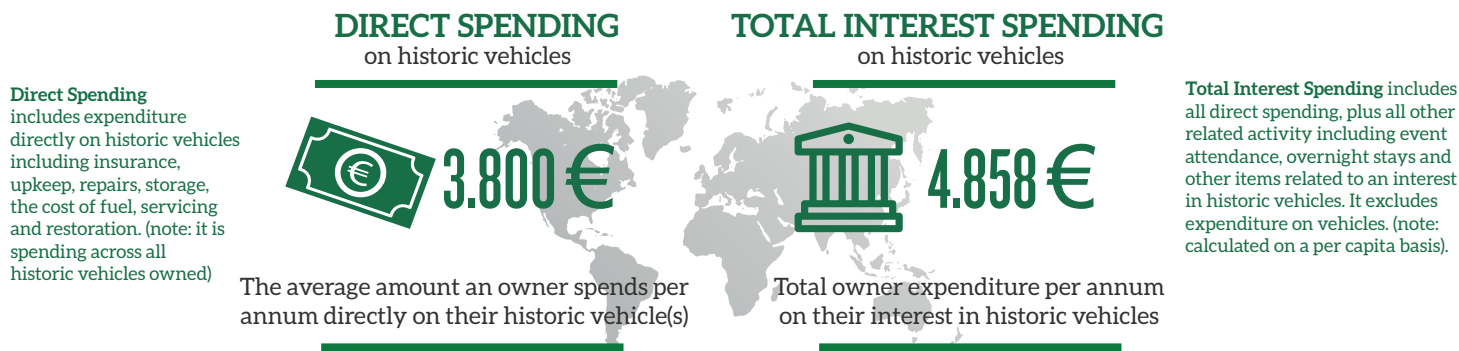 DIRECT SPENDING
on historic vehicles
Direct Spending
includes expenditure
directly on historic vehicles
including insurance,
upkeep, repairs, storage,
the cost of fuel, servicing
and restoration. (note: it is
spending across all
historic vehicles owned)
€
3.800 €
The average amount an owner spends per
annum directly on their historic vehicle(s)
TOTAL INTEREST SPENDING
on historic vehicles
4.858 €
Total owner expenditure per annum
on their interest in historic vehicles
Total Interest Spending includes
all direct spending, plus all other
related activity including event
attendance, overnight stays and
other items related to an interest
in historic vehicles. It excludes
expenditure on vehicles. (note:
calculated on a per capita basis).